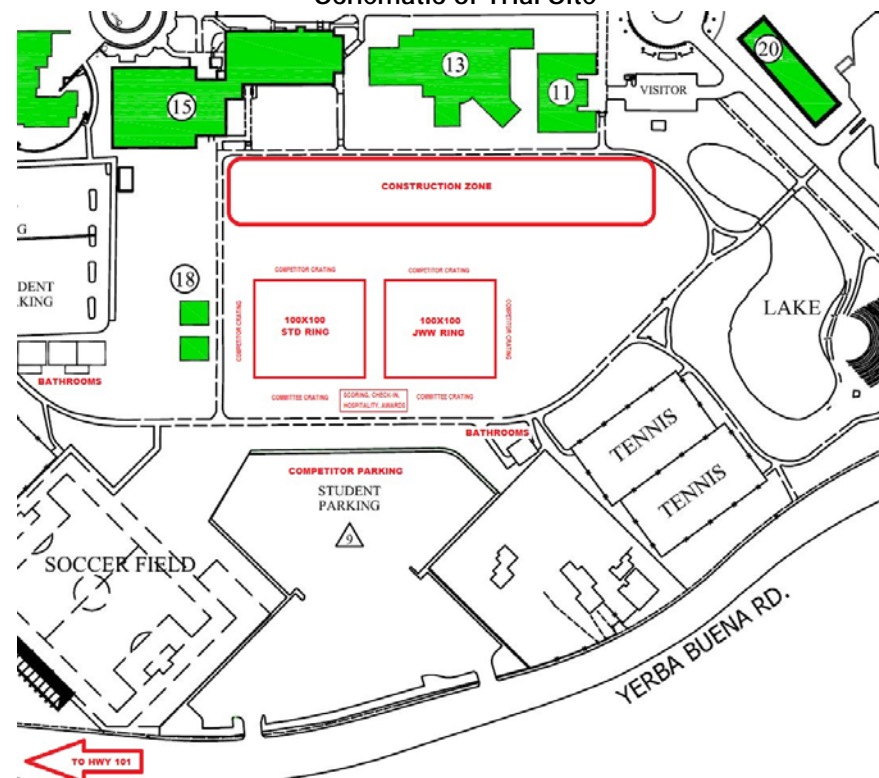 Schematic of Trial Site
20
13
15
11
VISITOR
CONSTRUCTION ZONE
G
18
DENT
KING
COMPETITOR CRATING
COMPETITOR CRATING
COMPETITOR CRATING
100X100
STD RING
100X100
JWW RING
COMPETITOR CRATING
LAKE
BATHROOMS
COMMITTEE CRATING
SCORING, CHECK-IN,
HOSPITALITY, AWARDS
COMMITTEE CRATING
BATHROOMS
TENNIS
TENNIS
COMPETITOR PARKING
STUDENT
PARKING
9
SOCCER FIELD
YERBA BUENA RD.
TO HWY 101